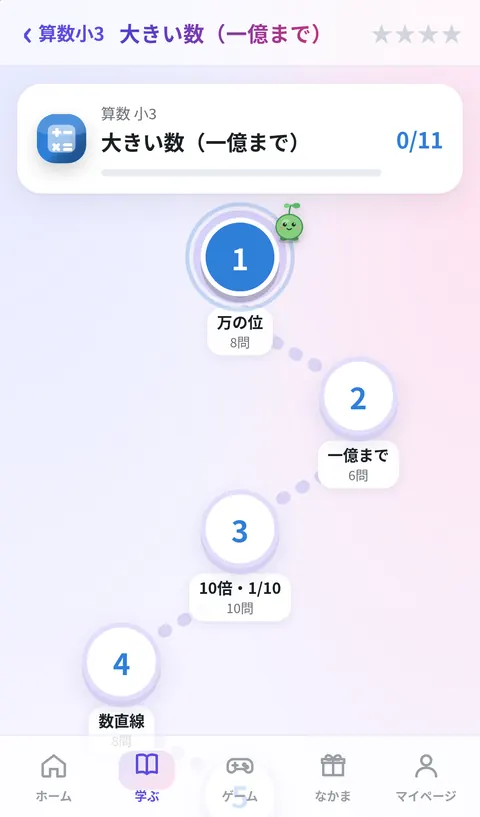 算数小3 大きい数（一億まで）
算数 小3
大きい数（一億まで）
0/11
1
万の位
8問
2
一億まで
6問
3
10倍・1/10
10問
4
数直線
8問
5
ホーム
学ぶ
ゲーム
なかま
マイページ